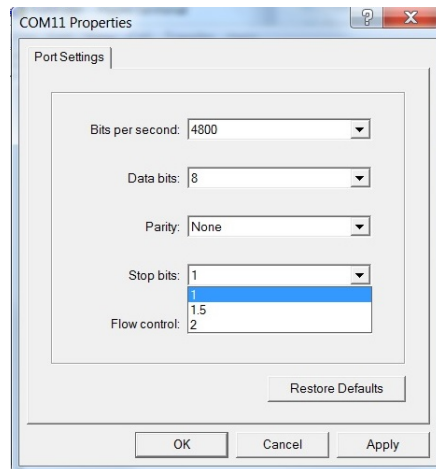 COM11 Properties
Port Settings
Bits per second: 4800
Data bits: 8
Parity: None
Stop bits: 1
1
1.5
Flow control: 2
Restore Defaults
OK Cancel Apply